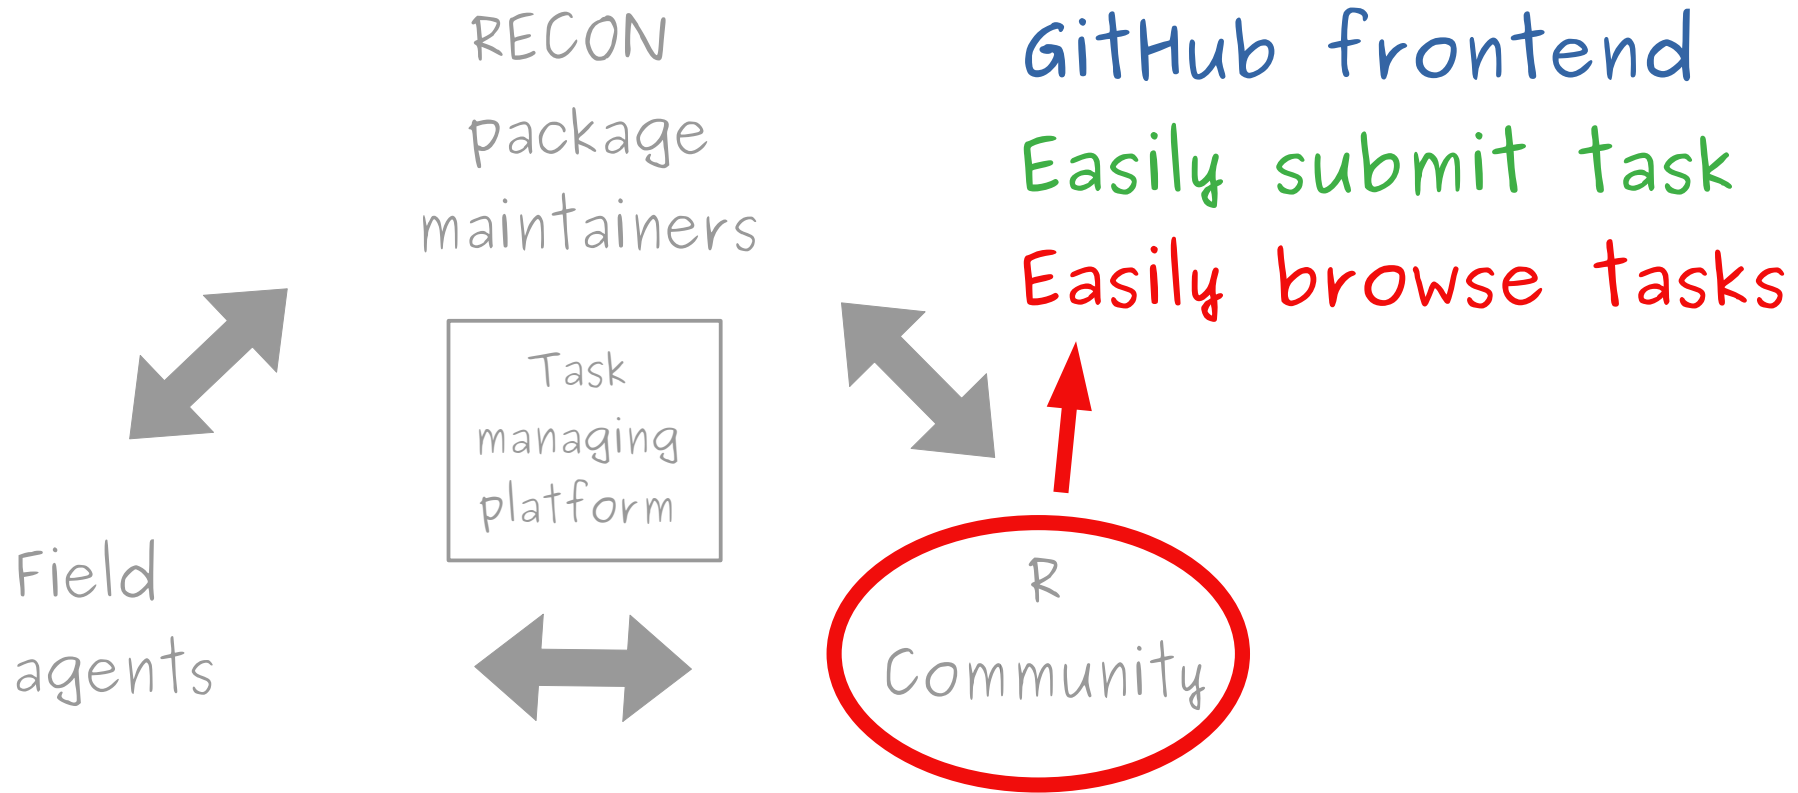 RECON
package
maintainers
GitHub frontend
Easily submit task
Easily browse tasks
Task
managing
platform
Field
agents
R
Community